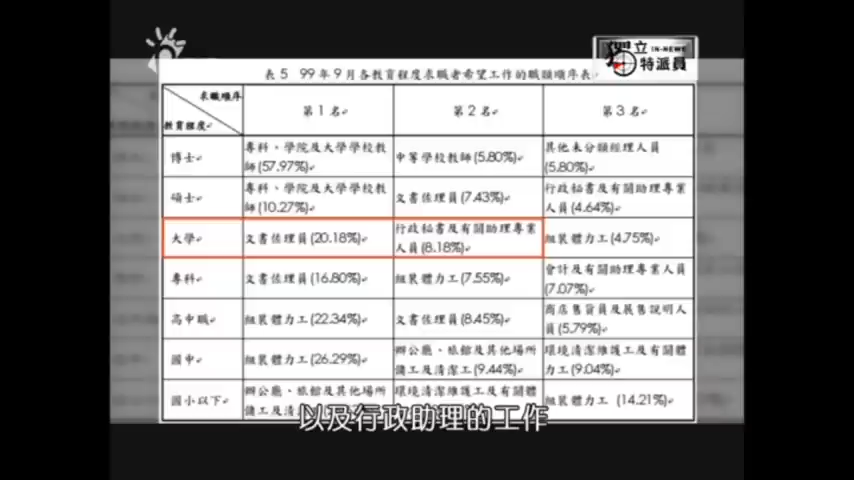 獨立
IN-NEWS
特派員
表 5 99 年 9 月各教育程度求職者希望工作的職類順序表
求職順序
教育程度
第 1 名
第 2 名
第 3 名
博士
專科、學院及大學學校教
師(57.97%)
中等學校教師(5.80%)
其他未分類經理人員
(5.80%)
碩士
專科、學院及大學學校教
師(10.27%)
文書佐理員(7.43%)
行政秘書及有關助理專業
人員(4.64%)
大學
文書佐理員(20.18%)
行政秘書及有關助理專業
人員(8.18%)
組裝體力工(4.75%)
專科
文書佐理員(16.80%)
組裝體力工(7.55%)
會計及有關助理專業人員
(7.07%)
高中職
組裝體力工(22.34%)
文書佐理員(8.45%)
商店售貨員及展售說明人
員(5.79%)
國中
組裝體力工(26.29%)
辦公廳、旅館及其他場所
傭工及清潔工(9.44%)
環境清潔維護工及有關體
力工(9.04%)
國小以下
辦公廳、旅館及其他場所
傭工及清潔
環境清潔維護工及有關體
組裝體力工 (14.21%)
以及行政助理的工作